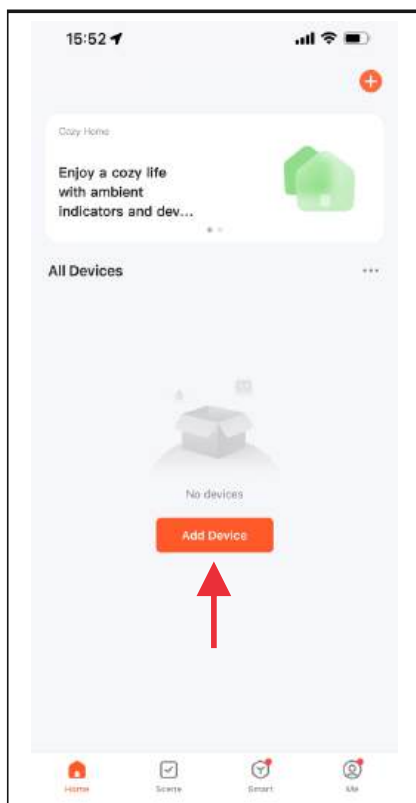 15:52
Cozy Home
Enjoy a cozy life
with ambient
indicators and dev...
All Devices
No devices
Add Device
Home
Scene
Smart
Me